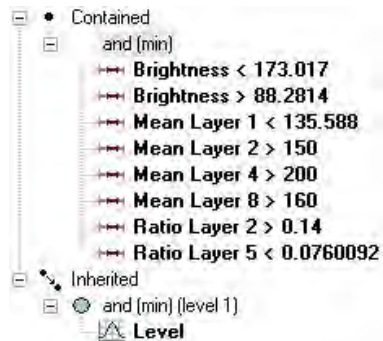 Contained
and (min)
Brightness < 173.017
Brightness > 88.2814
Mean Layer 1 < 135.588
Mean Layer 2 > 150
Mean Layer 4 > 200
Mean Layer 8 > 160
Ratio Layer 2 > 0.14
Ratio Layer 5 < 0.0760092
Inherited
and (min) (level 1)
Level